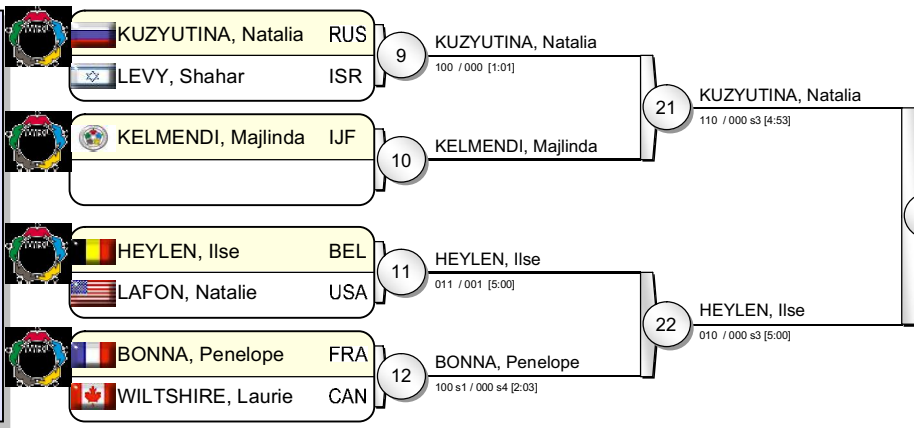 KUZYUTINA, Natalia RUS
LEVY, Shahar ISR
9
KUZYUTINA, Natalia
100 / 000 [1:01]
KELMENDI, Majlinda IJF
10
KELMENDI, Majlinda
21
KUZYUTINA, Natalia
110 / 000 s3 [4:53]
HEYLEN, Ilse BEL
LAFON, Natalie USA
11
HEYLEN, Ilse
011 / 001 [5:00]
BONNA, Penelope FRA
WILTSHIRE, Laurie CAN
12
BONNA, Penelope
100 s1 / 000 s4 [2:03]
22
HEYLEN, Ilse
010 / 000 s3 [5:00]